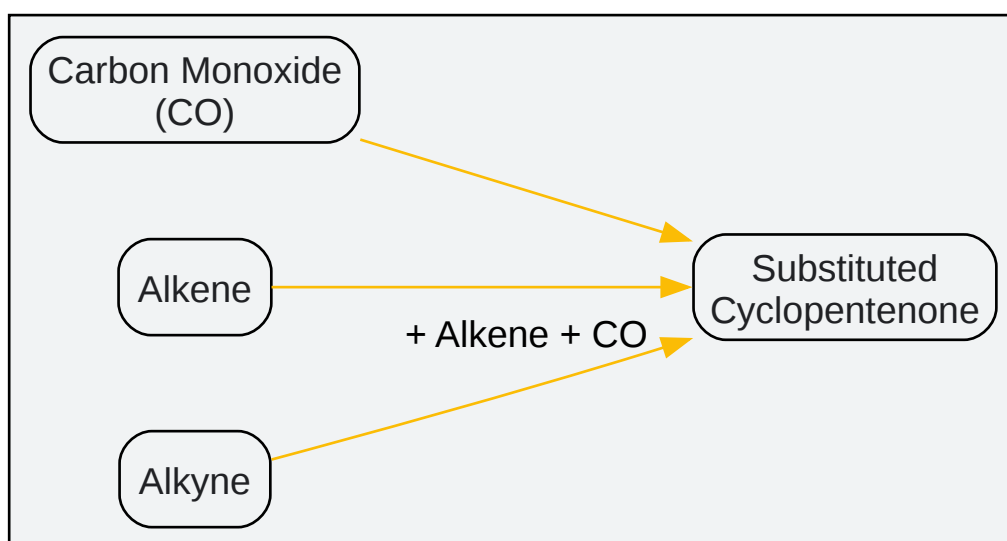 Carbon Monoxide
(CO)
Alkene
Substituted
Cyclopentenone
+ Alkene + CO
Alkyne